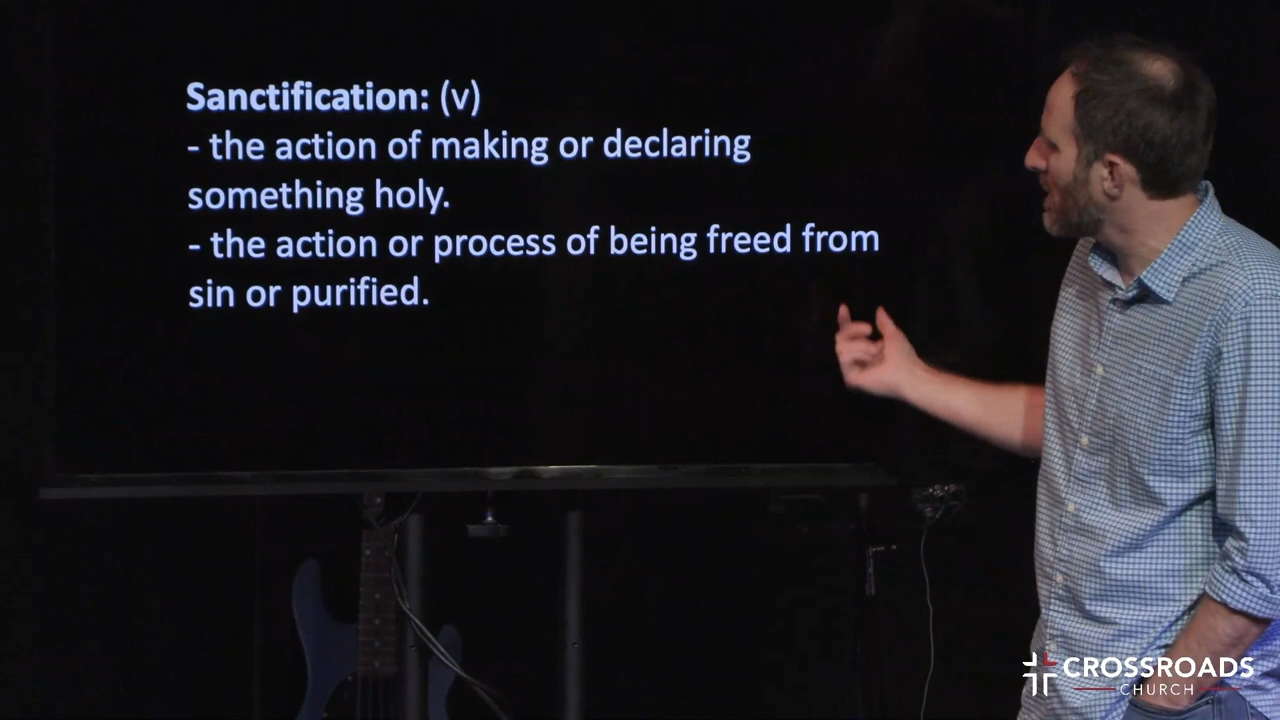 Sanctification: (v)
- the action of making or declaring
something holy.
- the action or process of being freed from
sin or purified.
CROSSROADS
CHURCH